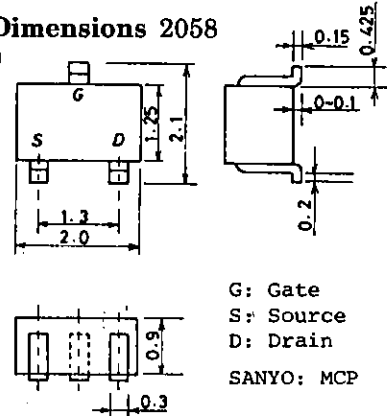 Dimensions 2058
0.15
0.425
G
1.25
2.1
0~0.1
S D
1.3
2.0
0.2
0.9
0.3
G: Gate
S: Source
D: Drain
SANYO: MCP